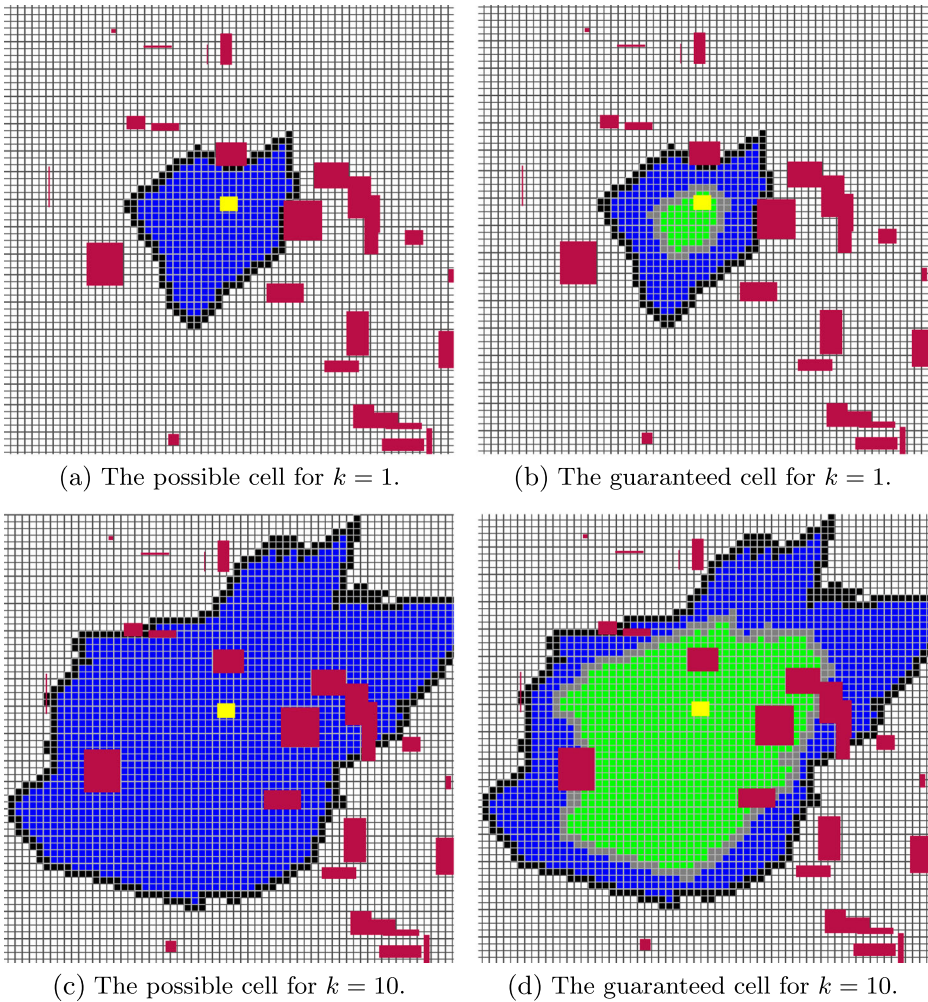 (a) The possible cell for k = 1.
(b) The guaranteed cell for k = 1.
(c) The possible cell for k = 10.
(d) The guaranteed cell for k = 10.